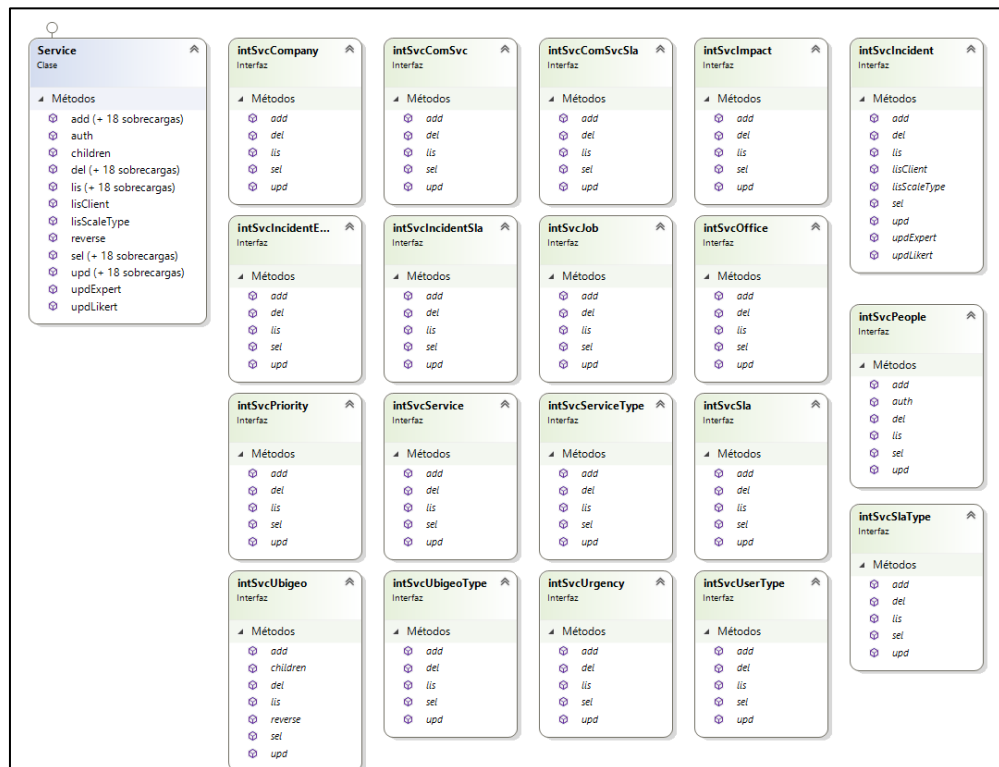 Service
Clase
Métodos
add (+ 18 sobrecargas)
auth
children
del (+ 18 sobrecargas)
lis (+ 18 sobrecargas)
lisClient
lisScaleType
reverse
sel (+ 18 sobrecargas)
upd (+ 18 sobrecargas)
updExpert
updLikert
intSvcCompany
Interfaz
Métodos
add
del
lis
sel
upd
intSvcComSvc
Interfaz
Métodos
add
del
lis
sel
upd
intSvcComSvcSla
Interfaz
Métodos
add
del
lis
sel
upd
intSvcImpact
Interfaz
Métodos
add
del
lis
sel
upd
intSvcIncident
Interfaz
Métodos
add
del
lis
lisClient
lisScaleType
sel
upd
updExpert
updLikert
intSvcIncidentE...
Interfaz
Métodos
add
del
lis
sel
upd
intSvcIncidentSla
Interfaz
Métodos
add
del
lis
sel
upd
intSvcJob
Interfaz
Métodos
add
del
lis
sel
upd
intSvcOffice
Interfaz
Métodos
add
del
lis
sel
upd
intSvcPeople
Interfaz
Métodos
add
auth
del
lis
sel
upd
intSvcPriority
Interfaz
Métodos
add
del
lis
sel
upd
intSvcService
Interfaz
Métodos
add
del
lis
sel
upd
intSvcServiceType
Interfaz
Métodos
add
del
lis
sel
upd
intSvcSla
Interfaz
Métodos
add
del
lis
sel
upd
intSvcSlaType
Interfaz
Métodos
add
del
lis
sel
upd
intSvcUbigeo
Interfaz
Métodos
add
children
del
lis
reverse
sel
upd
intSvcUbigeoType
Interfaz
Métodos
add
del
lis
sel
upd
intSvcUrgency
Interfaz
Métodos
add
del
lis
sel
upd
intSvcUserType
Interfaz
Métodos
add
del
lis
sel
upd